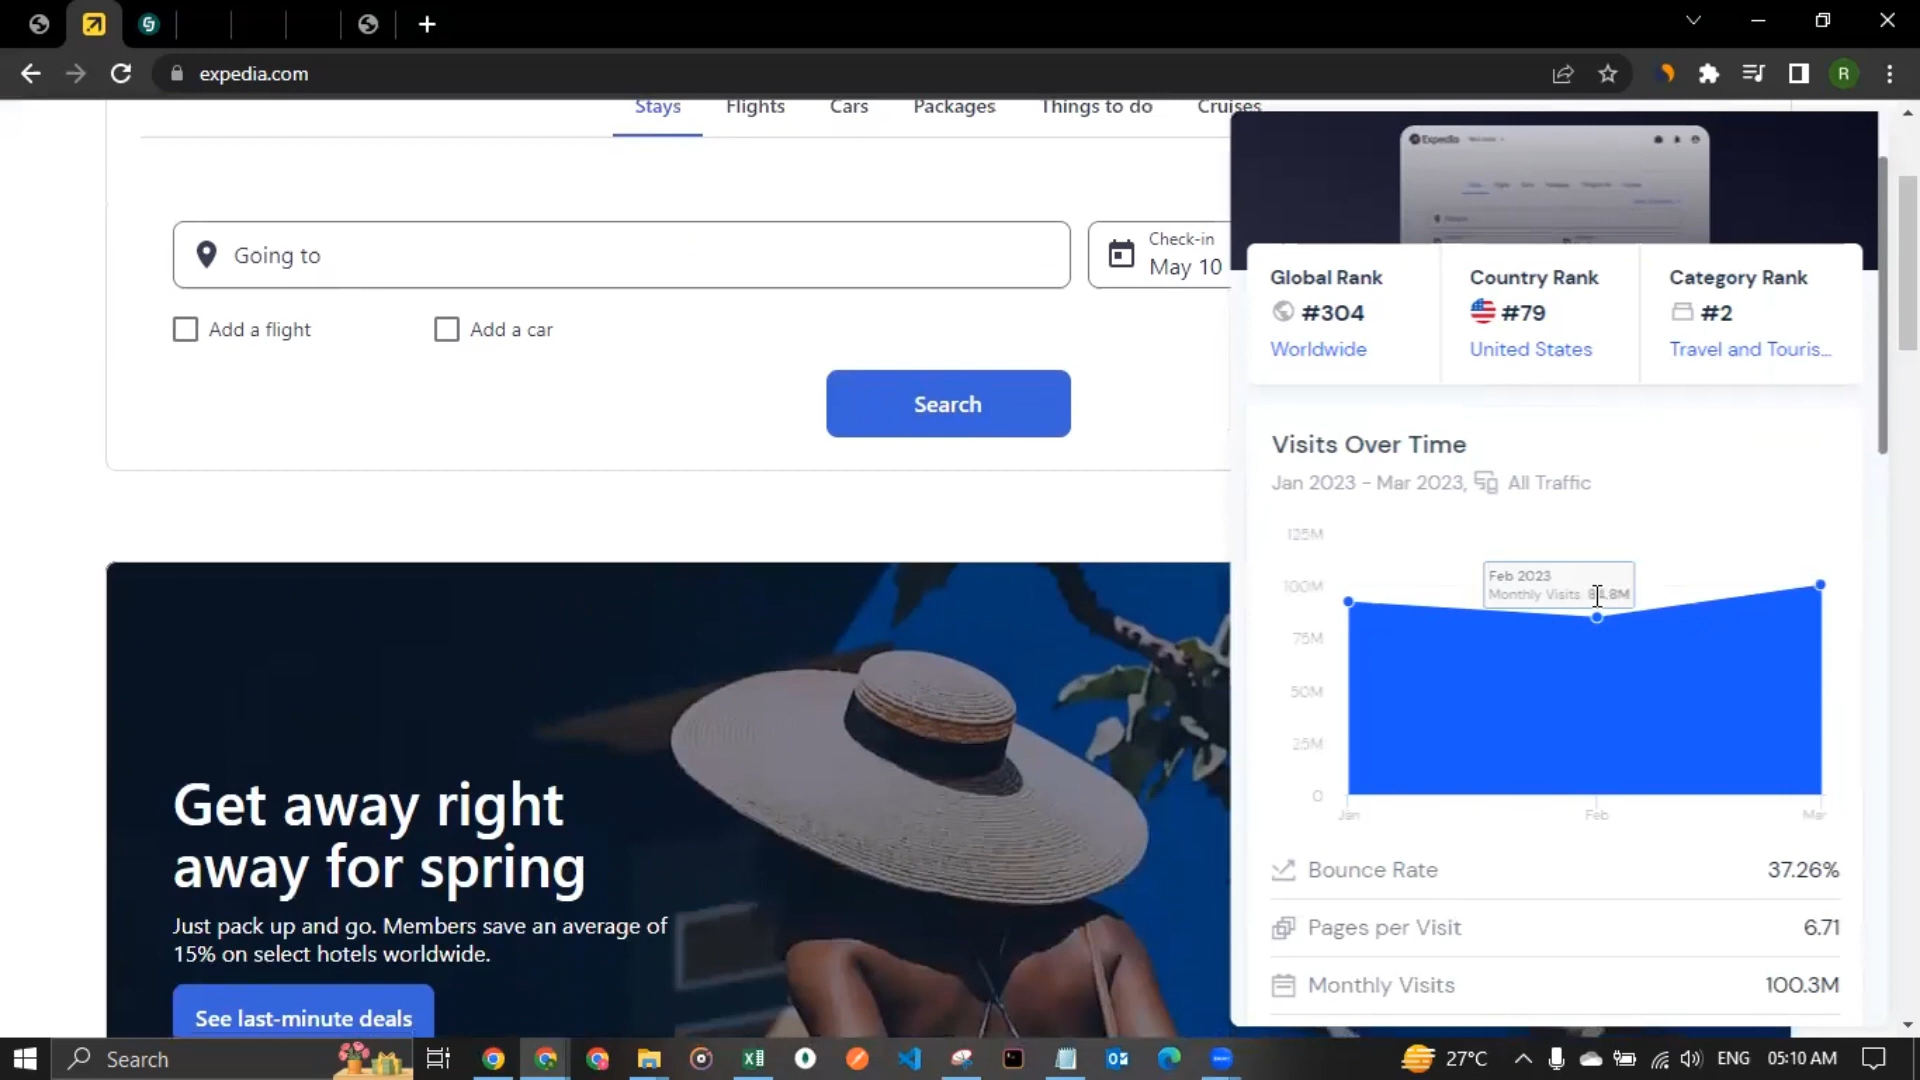 expedia.com
R
Stays Flights Cars Packages Things to do Cruises
Going to
Check-in
May 10
Add a flight Add a car
Search
Get away right
away for spring
Just pack up and go. Members save an average of
15% on select hotels worldwide.
See last-minute deals
Expedia
Global Rank Country Rank Category Rank
#304 #79 #2
Worldwide United States Travel and Touris...
Visits Over Time
Jan 2023 - Mar 2023, All Traffic
125M
100M
75M
50M
25M
0
Feb 2023
Monthly Visits
Jan Feb Mar
Bounce Rate 37.26%
Pages per Visit 6.71
Monthly Visits 100.3M
Search 27°C ENG 05:10 AM